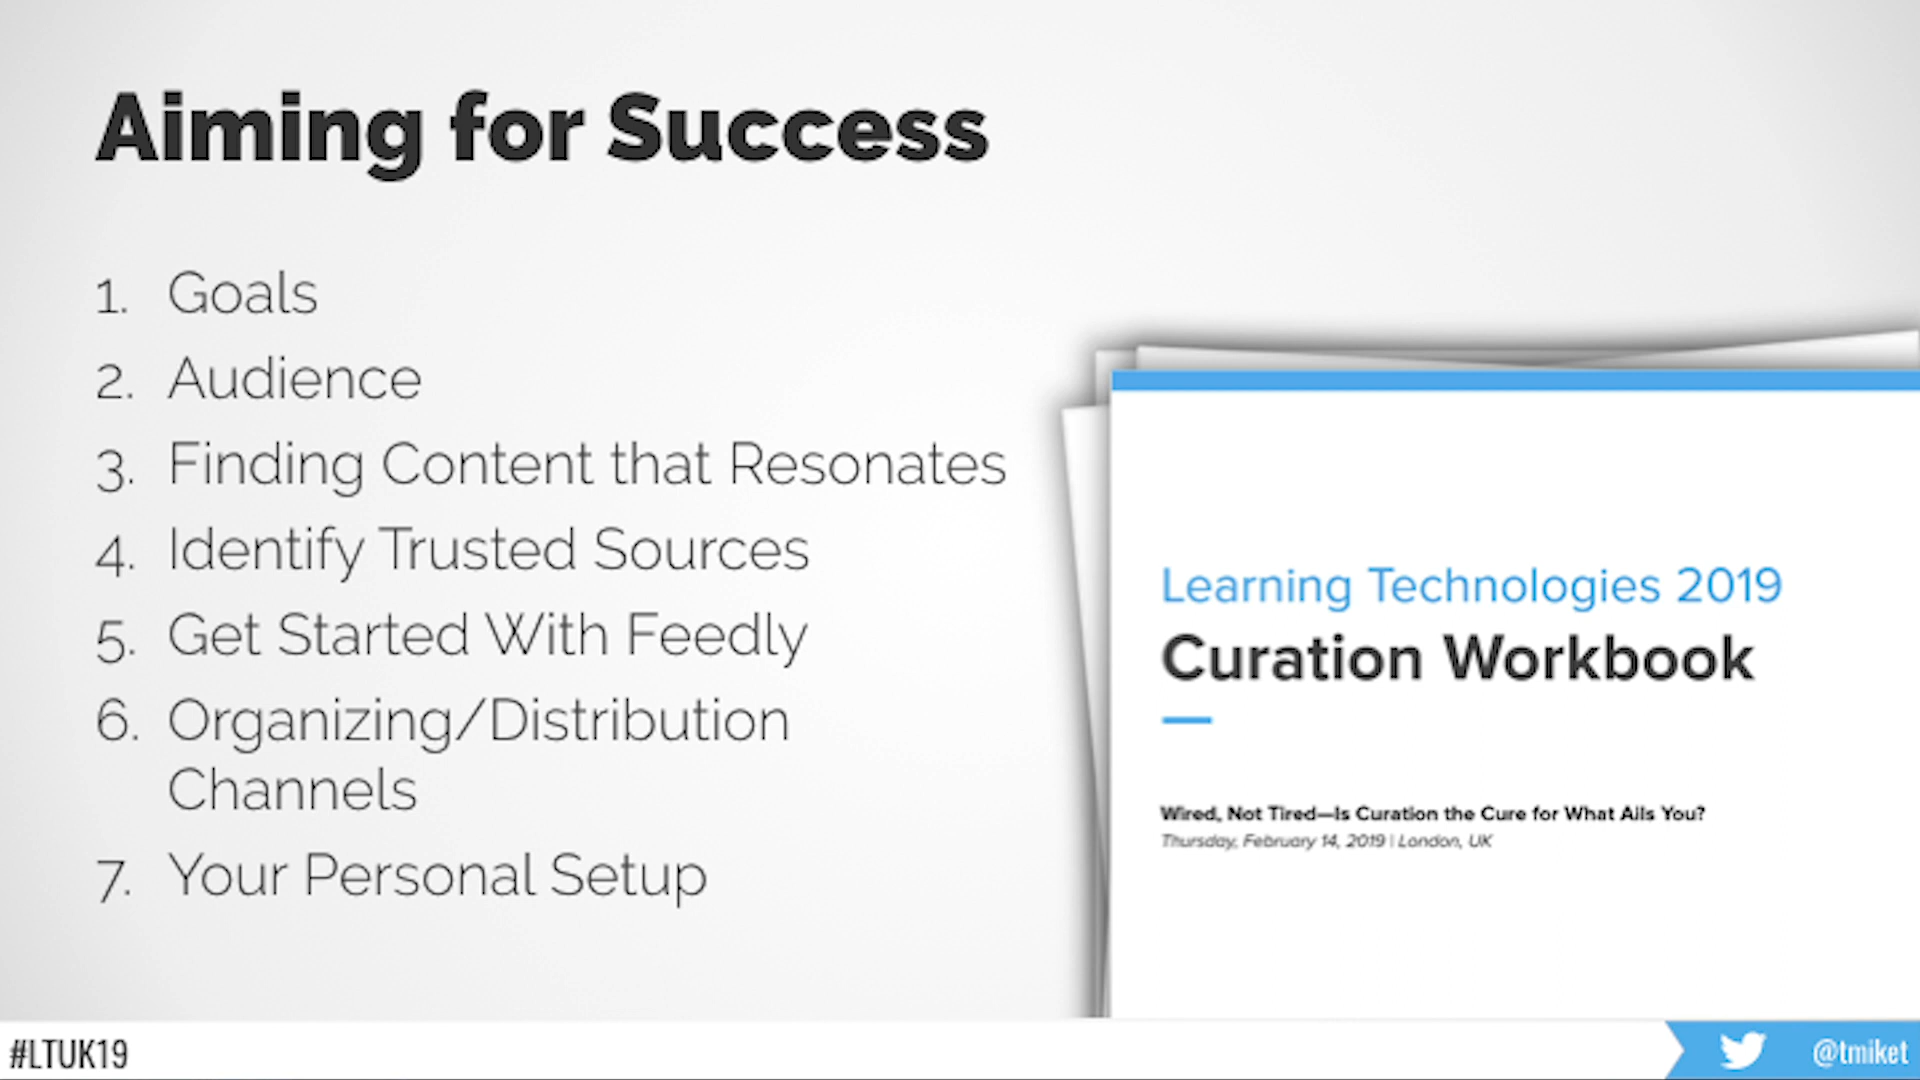 Aiming for Success
1. Goals
2. Audience
3. Finding Content that Resonates
4. Identify Trusted Sources
5. Get Started With Feedly
6. Organizing/Distribution
Channels
7. Your Personal Setup
Learning Technologies 2019
Curation Workbook
Wired, Not Tired—Is Curation the Cure for What Ails You?
Thursday, February 14, 2019 | London, UK
#LTUK19
@tmiket